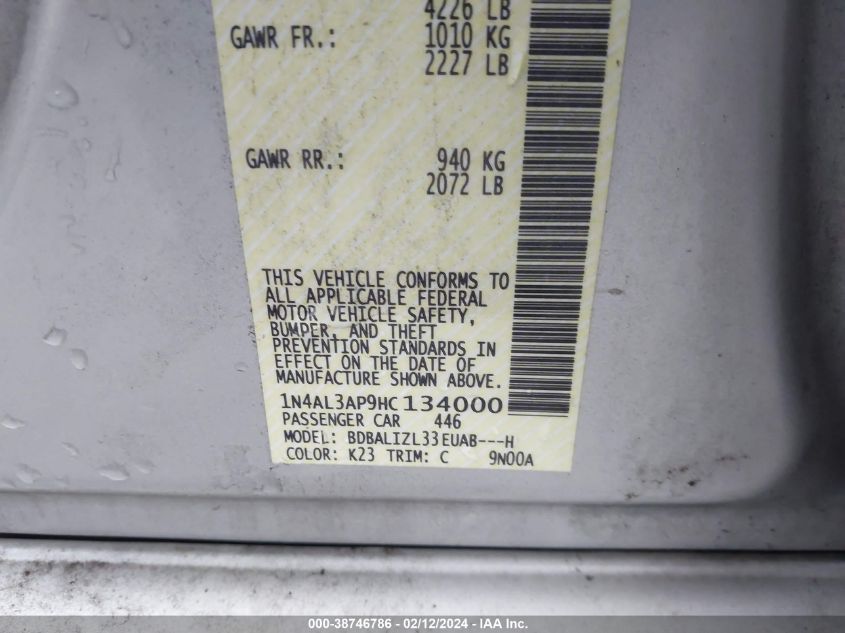 4226 LB
GAWR FR.: 1010 KG
2227 LB
GAWR RR.: 940 KG
2072 LB
THIS VEHICLE CONFORMS TO
ALL APPLICABLE FEDERAL
MOTOR VEHICLE SAFETY,
BUMPER, AND THEFT
PREVENTION STANDARDS IN
EFFECT ON THE DATE OF
MANUFACTURE SHOWN ABOVE.
1N4AL3AP9HC134000
PASSENGER CAR 446
MODEL: BDBALIZL33EUAB---H
COLOR: K23 TRIM: C 9N00A
000-38746786 - 02/12/2024 - IAA Inc.